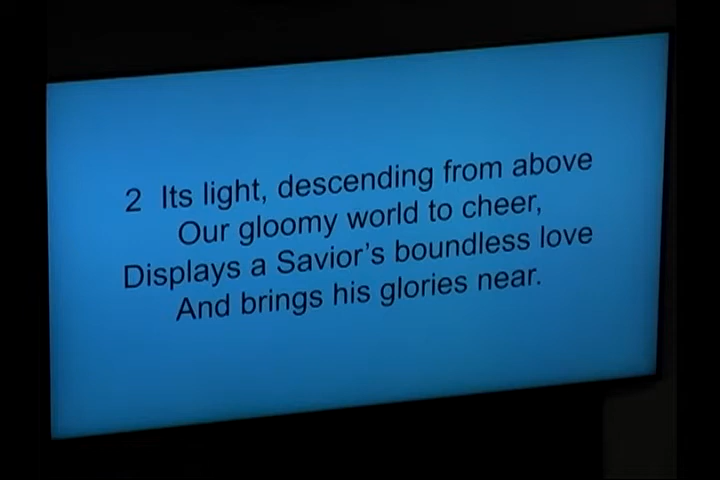 2 Its light, descending from above
Our gloomy world to cheer,
Displays a Savior's boundless love
And brings his glories near.